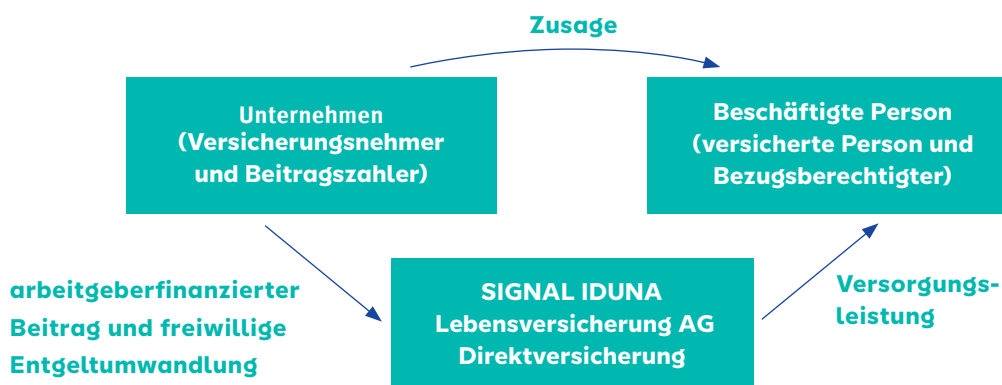 Zusage
Unternehmen
(Versicherungsnehmer
und Beitragszahler)
Beschäftigte Person
(versicherte Person und
Bezugsberechtigter)
arbeitgeberfinanzierter
Beitrag und freiwillige
Entgeltumwandlung
SIGNAL IDUNA
Lebensversicherung AG
Direktversicherung
Versorgungs-
leistung